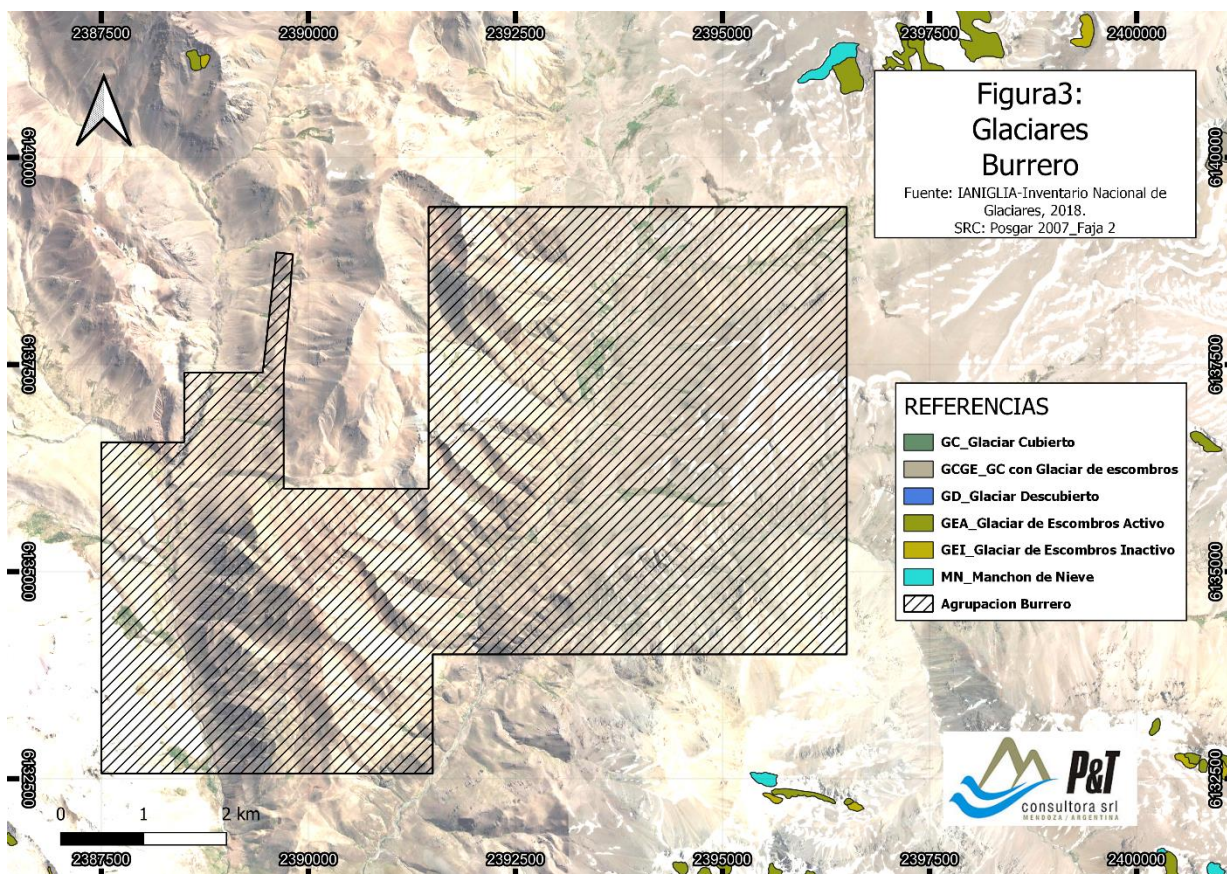 2387500
2390000
2392500
2395000
2397500
2400000
Figura3:
Glaciares
Burrero
Fuente: IANIGLIA-Inventario Nacional de
Glaciares, 2018.
SRC: Posgar 2007_Faja 2
6140000
6140000
6137500
6137500
REFERENCIAS
GC_Glaciar Cubierto
GCGE_GC con Glaciar de escombros
GD_Glaciar Descubierto
GEA_Glaciar de Escombros Activo
GEI_Glaciar de Escombros Inactivo
MN_Manchon de Nieve
Agrupacion Burrero
6135000
6135000
6132500
6132500
P&T
consultora srl
MENDOZA / ARGENTINA
0 1 2 km
2387500
2390000
2392500
2395000
2397500
2400000